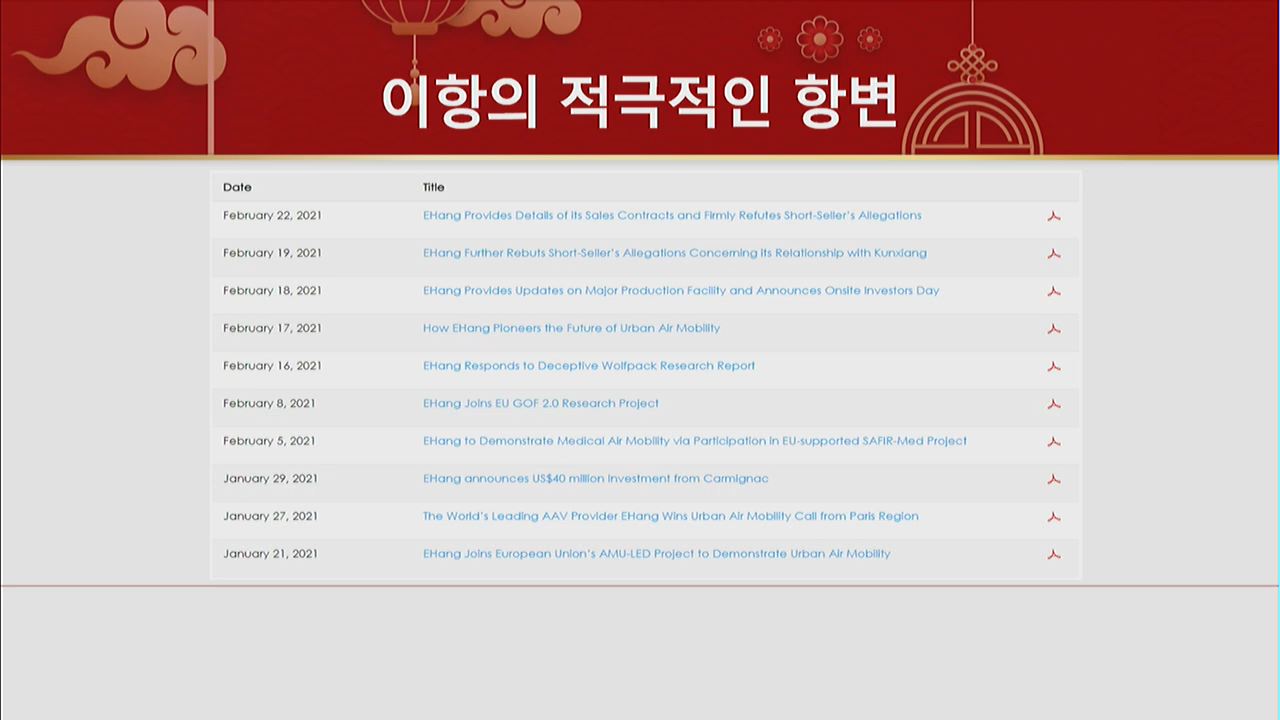 이항의 적극적인 항변
Date Title
February 22, 2021 EHang Provides Details of its Sales Contracts and Firmly Refutes Short-Seller's Allegations
February 19, 2021 EHang Further Rebuts Short-Seller's Allegations Concerning its Relationship with Kunxiang
February 18, 2021 EHang Provides Updates on Major Production Facility and Announces Onsite Investors Day
February 17, 2021 How EHang Pioneers the Future of Urban Air Mobility
February 16, 2021 EHang Responds to Deceptive Wolfpack Research Report
February 8, 2021 EHang Joins EU GOF 2.0 Research Project
February 5, 2021 EHang to Demonstrate Medical Air Mobility via Participation in EU-supported SAFIR-Med Project
January 29, 2021 EHang announces US$40 million investment from Carmignac
January 27, 2021 The World's Leading AAV Provider EHang Wins Urban Air Mobility Call from Paris Region
January 21, 2021 EHang Joins European Union's AMU-LED Project to Demonstrate Urban Air Mobility